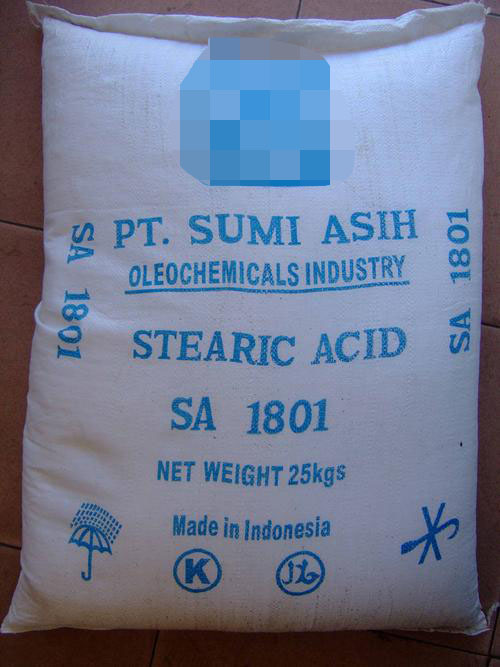 PT. SUMI ASIH
OLEOCHEMICALS INDUSTRY
SA 1801
SA 1801
STEARIC ACID
SA 1801
NET WEIGHT 25kgs
Made in Indonesia
K